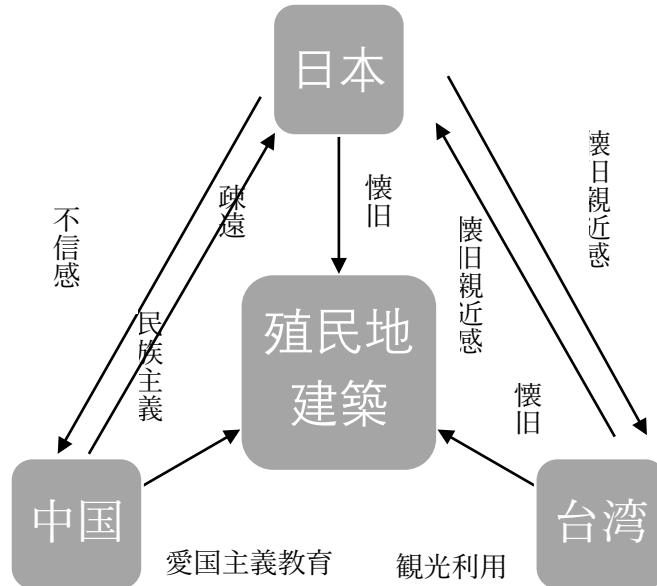 日本
懐旧親近感
疎遠
懐旧
不信感
懐旧親近感
殖民地
建築
民族主義
懐旧
中国
台湾
愛国主義教育
観光利用